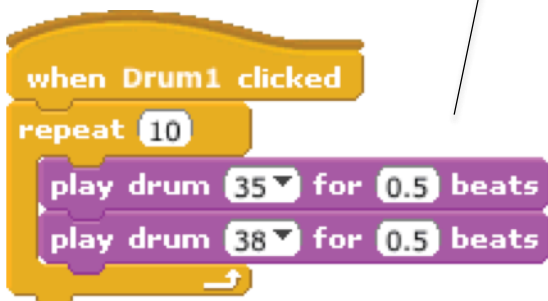 when Drum1 clicked
repeat 10
play drum 35 for 0.5 beats
play drum 38 for 0.5 beats